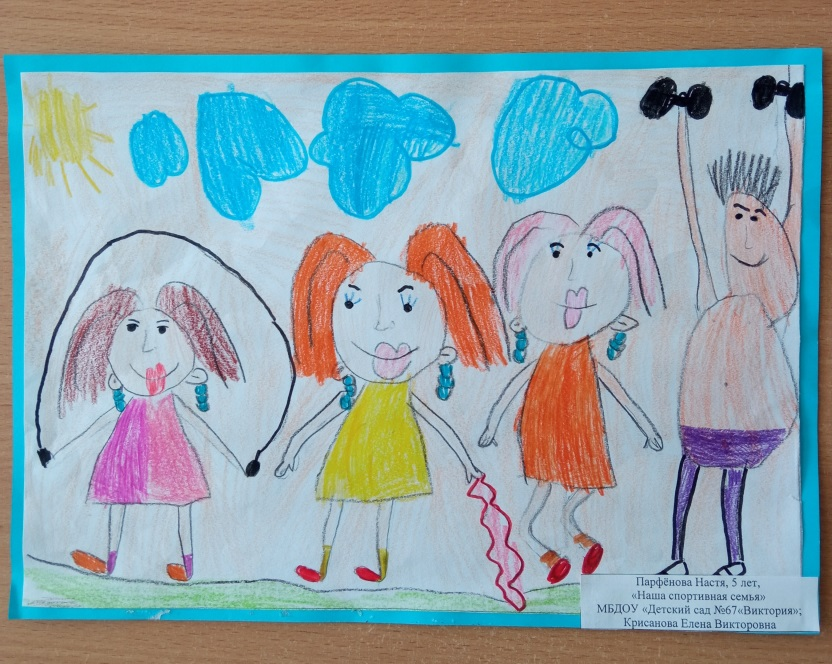 Парфёнова Настя, 5 лет,
«Наша спортивная семья»
МБДОУ «Детский сад №67«Виктория»;
Крисанова Елена Викторовна